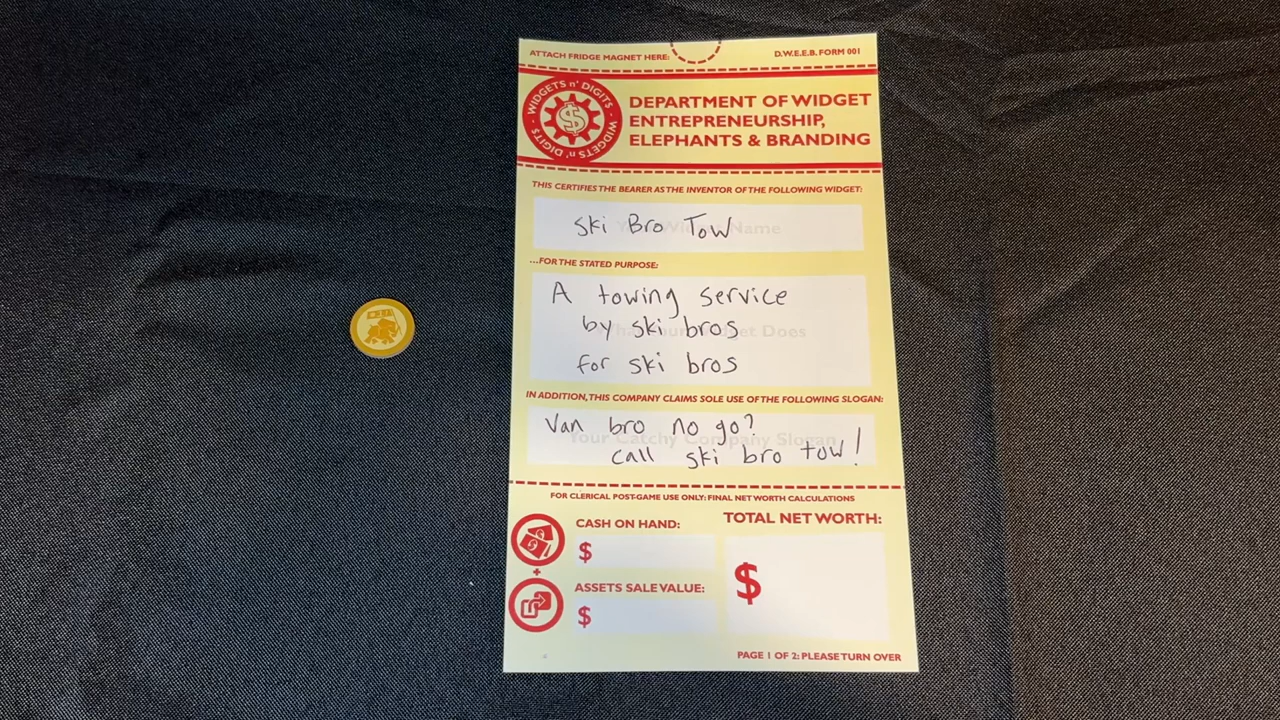 ATTACH FRIDGE MAGNET HERE:
D.W.E.E.B. FORM 001
WIDGETS n' DIGITS - WIDGETS n' DIGITS -
$
DEPARTMENT OF WIDGET
ENTREPRENEURSHIP,
ELEPHANTS & BRANDING
THIS CERTIFIES THE BEARER AS THE INVENTOR OF THE FOLLOWING WIDGET:
Ski Bro Tow
...FOR THE STATED PURPOSE:
A towing service
by ski bros
for ski bros
IN ADDITION, THIS COMPANY CLAIMS SOLE USE OF THE FOLLOWING SLOGAN:
Your Catchy Company Slogan
Van bro no go?
call ski bro tow!
FOR CLERICAL POST-GAME USE ONLY: FINAL NET WORTH CALCULATIONS
CASH ON HAND:
$
+
ASSETS SALE VALUE:
$
TOTAL NET WORTH:
$
PAGE 1 OF 2: PLEASE TURN OVER